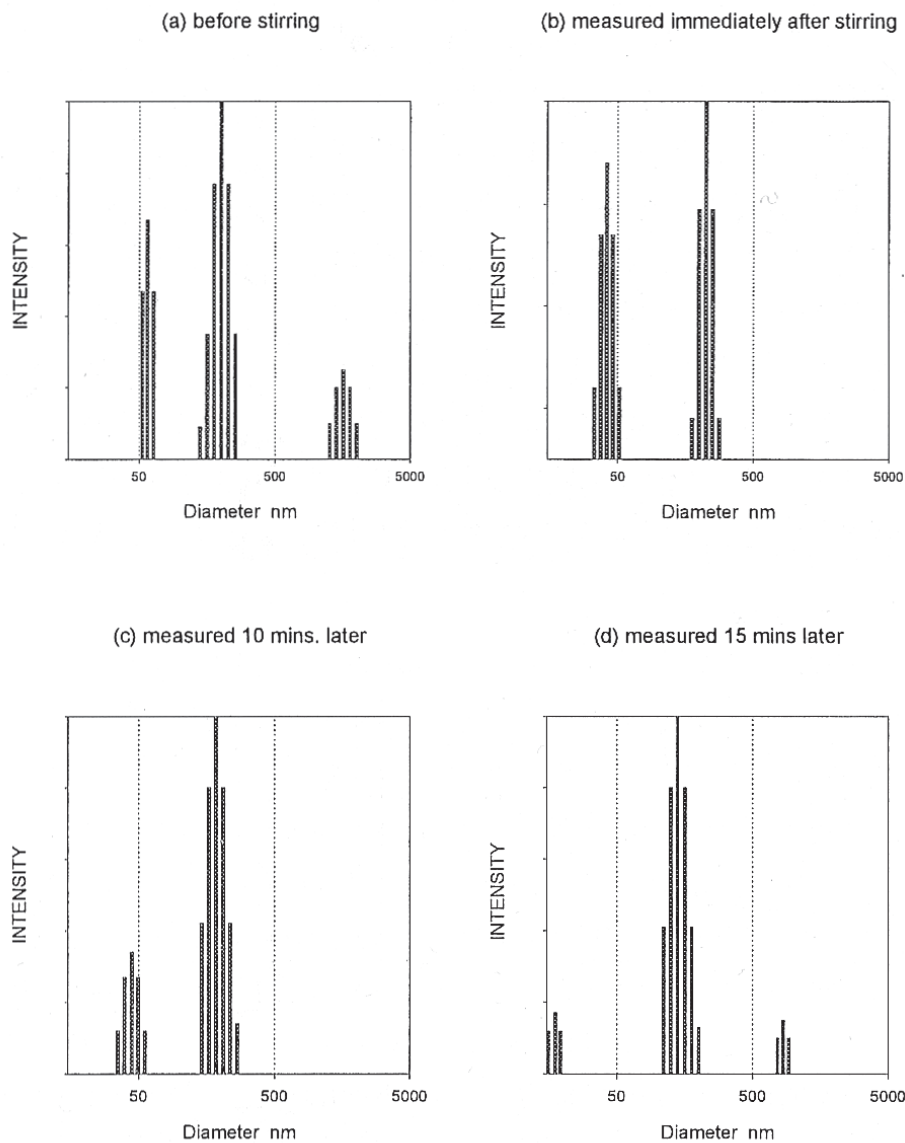 (a) before stirring
(b) measured immediately after stirring
INTENSITY
INTENSITY
50 500 5000
50 500 5000
Diameter nm
Diameter nm
(c) measured 10 mins. later
(d) measured 15 mins later
INTENSITY
INTENSITY
50 500 5000
50 500 5000
Diameter nm
Diameter nm